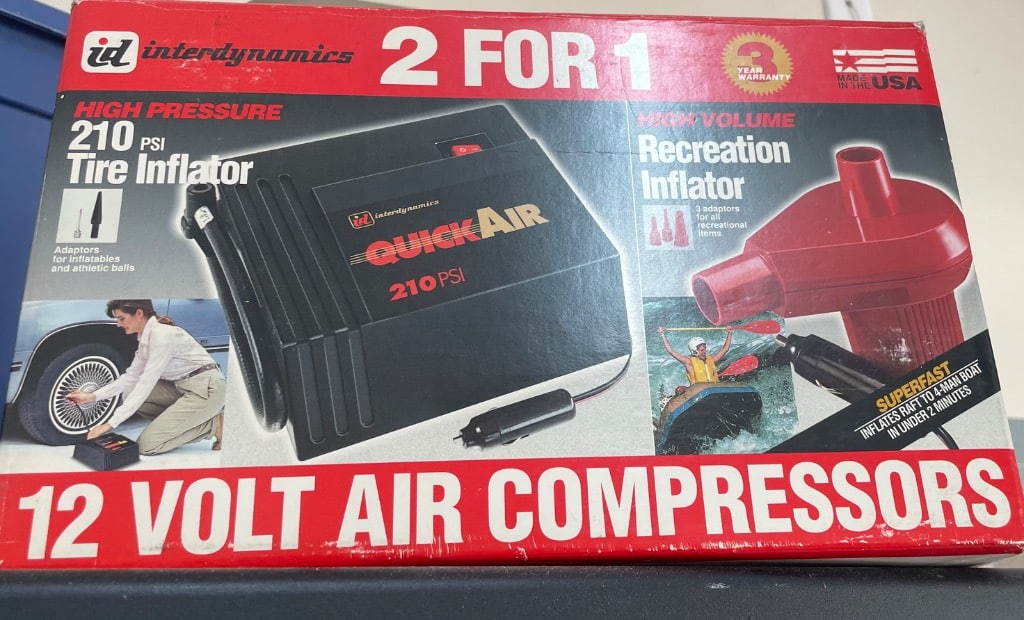 id interdynamics
2 FOR 1
3
YEAR
WARRANTY
MADE
IN THE USA
HIGH PRESSURE
210 PSI
Tire Inflator
Adaptors
for inflatables
and athletic balls
id interdynamics
QUICKAIR
210 PSI
HIGH VOLUME
Recreation
Inflator
3 adaptors
for all
recreational
items
SUPERFAST
INFLATES RAFT TO 4-MAN BOAT
IN UNDER 2 MINUTES
12 VOLT AIR COMPRESSORS